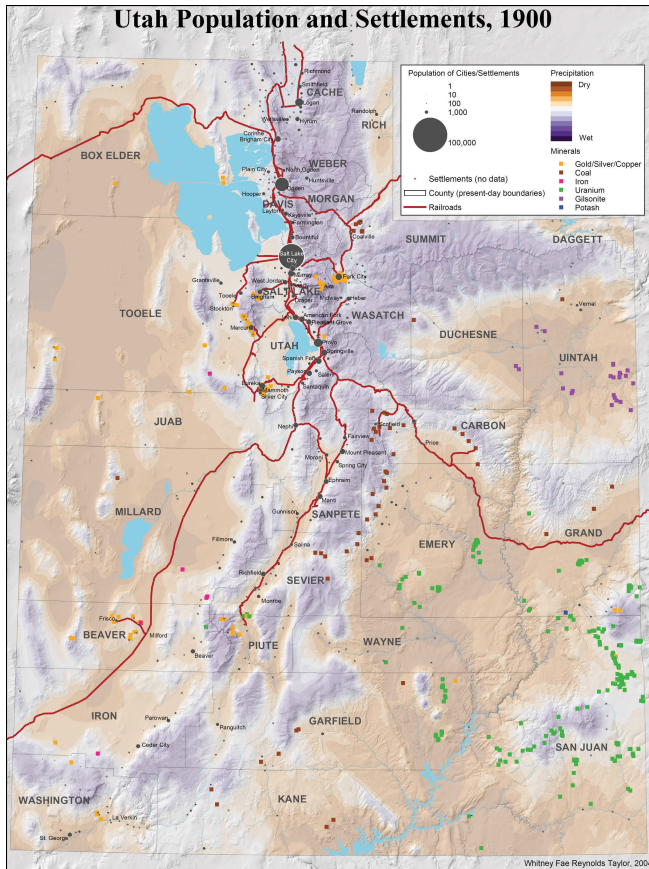 Utah Population and Settlements, 1900
Population of Cities/Settlements
1
10
100
1,000
100,000
Settlements (no data)
County (present-day boundaries)
Railroads
Precipitation
Dry
Wet
Minerals
Gold/Silver/Copper
Coal
Iron
Uranium
Gilsonite
Potash
Richmond
Smithfield
CACHE
Logan
Wellsville
Hyrum
Randolph
RICH
Corinne
Brigham City
BOX ELDER
WEBER
Plain City
North Ogden
Huntsville
Ogden
Hooper
MORGAN
DAVIS
Layton
Kaysville
Farmington
Bountiful
Coalville
SUMMIT
DAGGETT
Salt Lake
City
Murray
Park City
Grantsville
West Jordan
Alta
SALT LAKE
Tooele
Bingham
Draper
Midway
Heber
Stockton
Vernal
TOOELE
American Fork
Lehi
Pleasant Grove
WASATCH
Mercur
DUCHESNE
UTAH
Provo
Springville
UINTAH
Spanish Fork
Payson
Salem
Eureka
Mammoth
Silver City
Santaquin
JUAB
Nephi
Scofield
CARBON
Fairview
Price
Moroni
Mount Pleasant
Spring City
Ephraim
Manti
MILLARD
Gunnison
SANPETE
GRAND
Fillmore
Salina
EMERY
Richfield
SEVIER
Monroe
Frisco
BEAVER
Milford
PIUTE
WAYNE
Beaver
IRON
Parowan
Panguitch
GARFIELD
Cedar City
SAN JUAN
WASHINGTON
KANE
La Verkin
St. George
Whitney Fae Reynolds Taylor, 2004